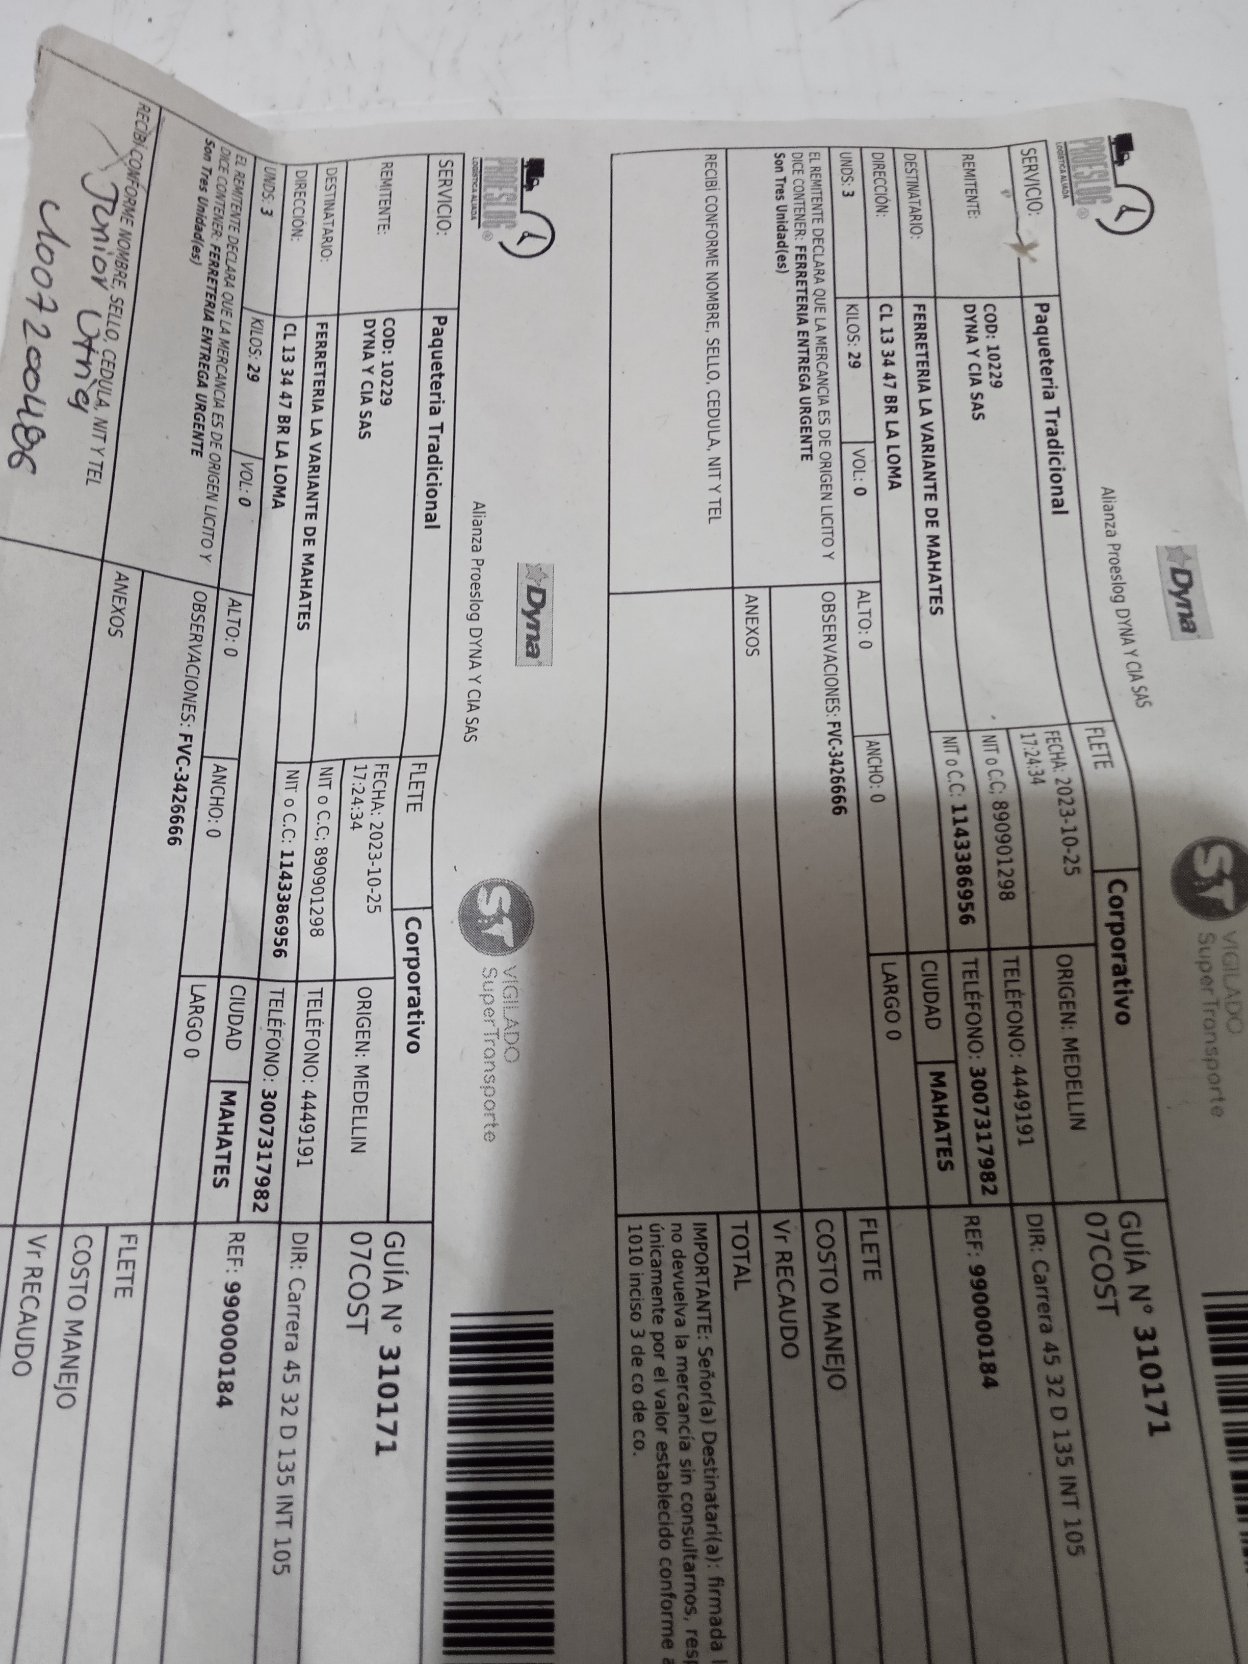 PROESLOG®
LOGISTICA ALIADA
Dyna
Alianza Proeslog DYNA Y CIA SAS
ST
VIGILADO
SuperTransporte
SERVICIO:
Paqueteria Tradicional
FLETE
Corporativo
GUÍA N° 310171
07COST
REMITENTE:
COD: 10229
DYNA Y CIA SAS
FECHA: 2023-10-25
17:24:34
ORIGEN: MEDELLIN
NIT o C.C: 890901298
TELÉFONO: 4449191
DIR: Carrera 45 32 D 135 INT 105
DESTINATARIO:
FERRETERIA LA VARIANTE DE MAHATES
NIT o C.C: 1143386956
TELÉFONO: 3007317982
REF: 990000184
DIRECCIÓN:
CL 13 34 47 BR LA LOMA
CIUDAD
MAHATES
UNDS: 3
KILOS: 29
VOL: 0
ALTO: 0
ANCHO: 0
LARGO 0
FLETE
EL REMITENTE DECLARA QUE LA MERCANCIA ES DE ORIGEN LICITO Y
DICE CONTENER: FERRETERIA ENTREGA URGENTE
Son Tres Unidad(es)
OBSERVACIONES: FVC-3426666
COSTO MANEJO
Vr RECAUDO
RECIBÍ CONFORME NOMBRE, SELLO, CEDULA, NIT Y TEL
ANEXOS
TOTAL
IMPORTANTE: Señor(a) Destinatari(a): firmada
no devuelva la mercancía sin consultarnos,
únicamente por el valor establecido conforme a
1010 inciso 3 de co de co.
PROESLOG®
LOGISTICA ALIADA
Dyna
Alianza Proeslog DYNA Y CIA SAS
ST
VIGILADO
SuperTransporte
SERVICIO:
Paqueteria Tradicional
FLETE
Corporativo
GUÍA N° 310171
07COST
REMITENTE:
COD: 10229
DYNA Y CIA SAS
FECHA: 2023-10-25
17:24:34
ORIGEN: MEDELLIN
NIT o C.C: 890901298
TELÉFONO: 4449191
DIR: Carrera 45 32 D 135 INT 105
DESTINATARIO:
FERRETERIA LA VARIANTE DE MAHATES
NIT o C.C: 1143386956
TELÉFONO: 3007317982
REF: 990000184
DIRECCIÓN:
CL 13 34 47 BR LA LOMA
CIUDAD
MAHATES
UNDS: 3
KILOS: 29
VOL: 0
ALTO: 0
ANCHO: 0
LARGO 0
FLETE
EL REMITENTE DECLARA QUE LA MERCANCIA ES DE ORIGEN LICITO Y
DICE CONTENER: FERRETERIA ENTREGA URGENTE
Son Tres Unidad(es)
OBSERVACIONES: FVC-3426666
COSTO MANEJO
Vr RECAUDO
RECIBÍ CONFORME NOMBRE, SELLO, CEDULA, NIT Y TEL
ANEXOS
Junior